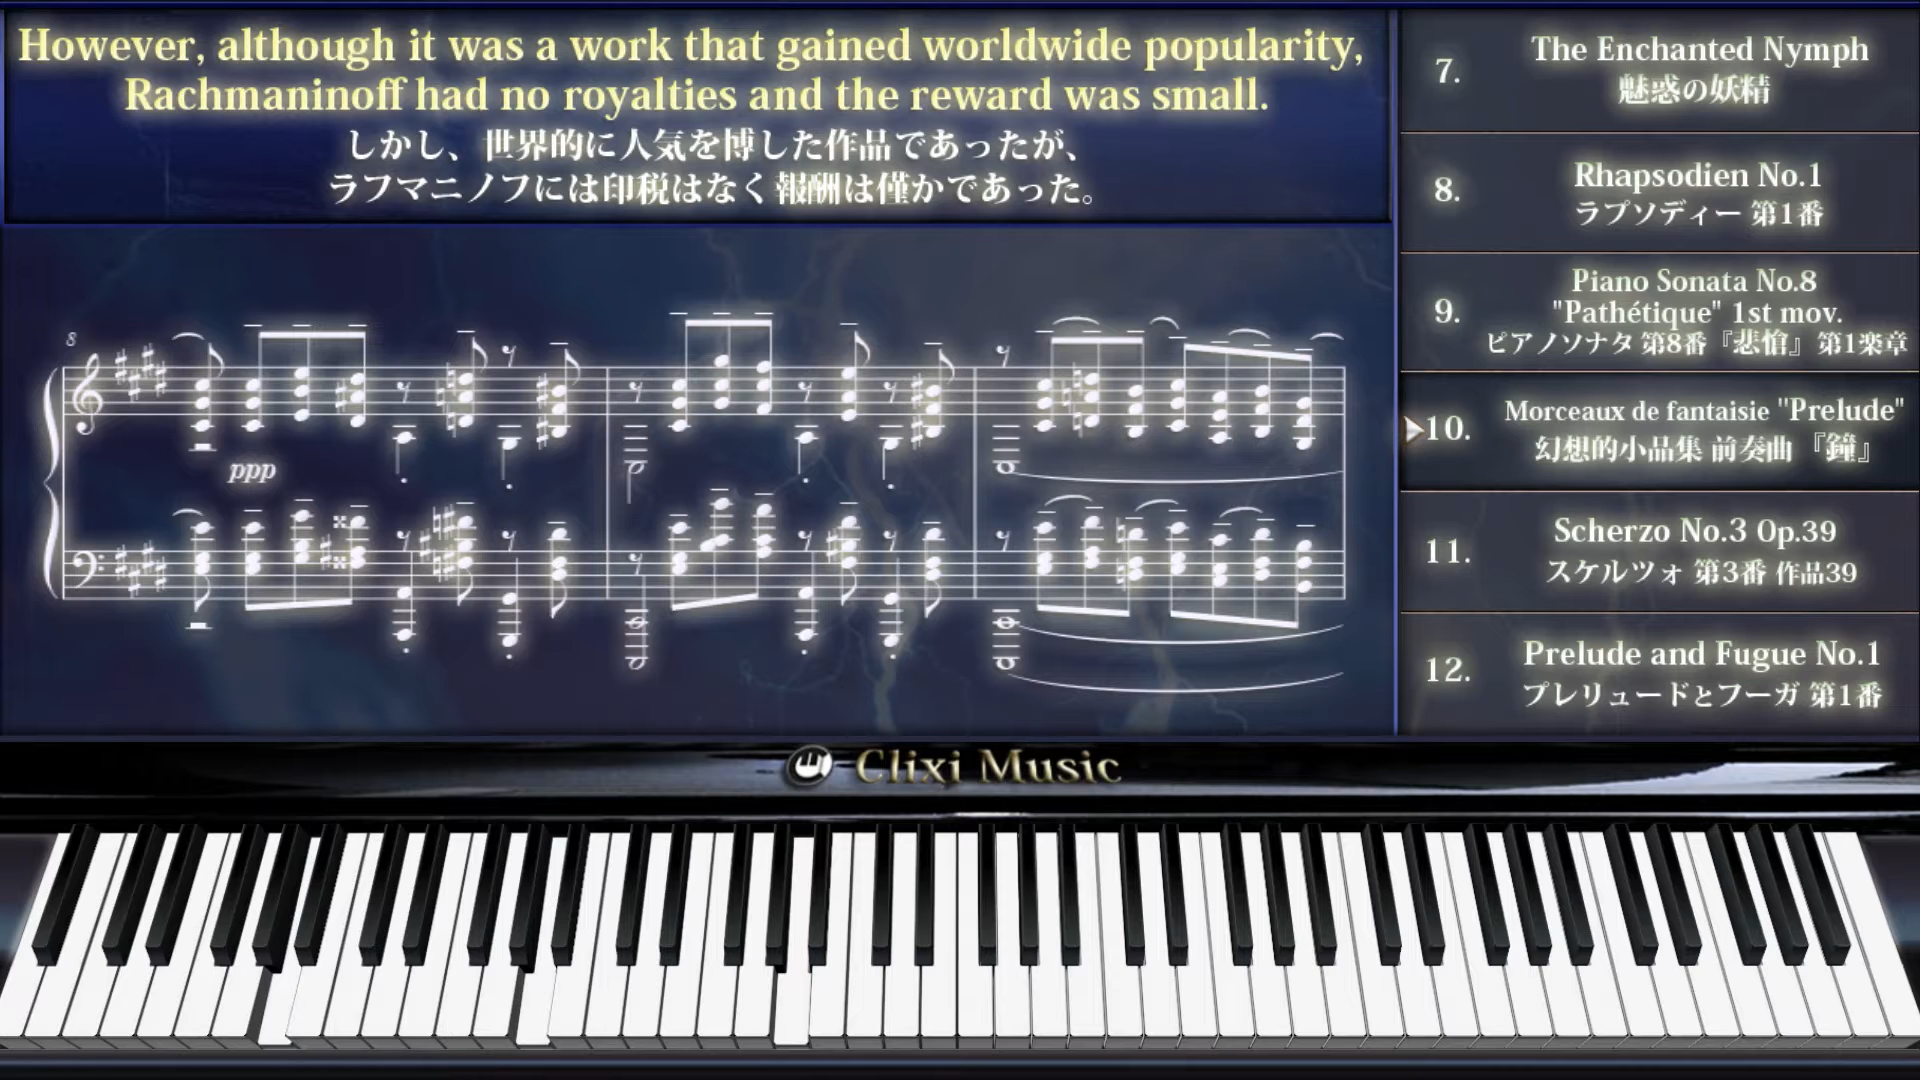 However, although it was a work that gained worldwide popularity,
Rachmaninoff had no royalties and the reward was small.
しかし、世界的に人気を博した作品であったが、
ラフマニノフには印税はなく報酬は僅かであった。
8
ppp
7.
The Enchanted Nymph
魅惑の妖精
8.
Rhapsodien No.1
ラプソディー 第1番
9.
Piano Sonata No.8
"Pathétique" 1st mov.
ピアノソナタ 第8番『悲愴』第1楽章
10.
Morceaux de fantaisie "Prelude"
幻想的小品集 前奏曲 『鐘』
11.
Scherzo No.3 Op.39
スケルツォ 第3番 作品39
12.
Prelude and Fugue No.1
プレリュードとフーガ 第1番
Clixi Music